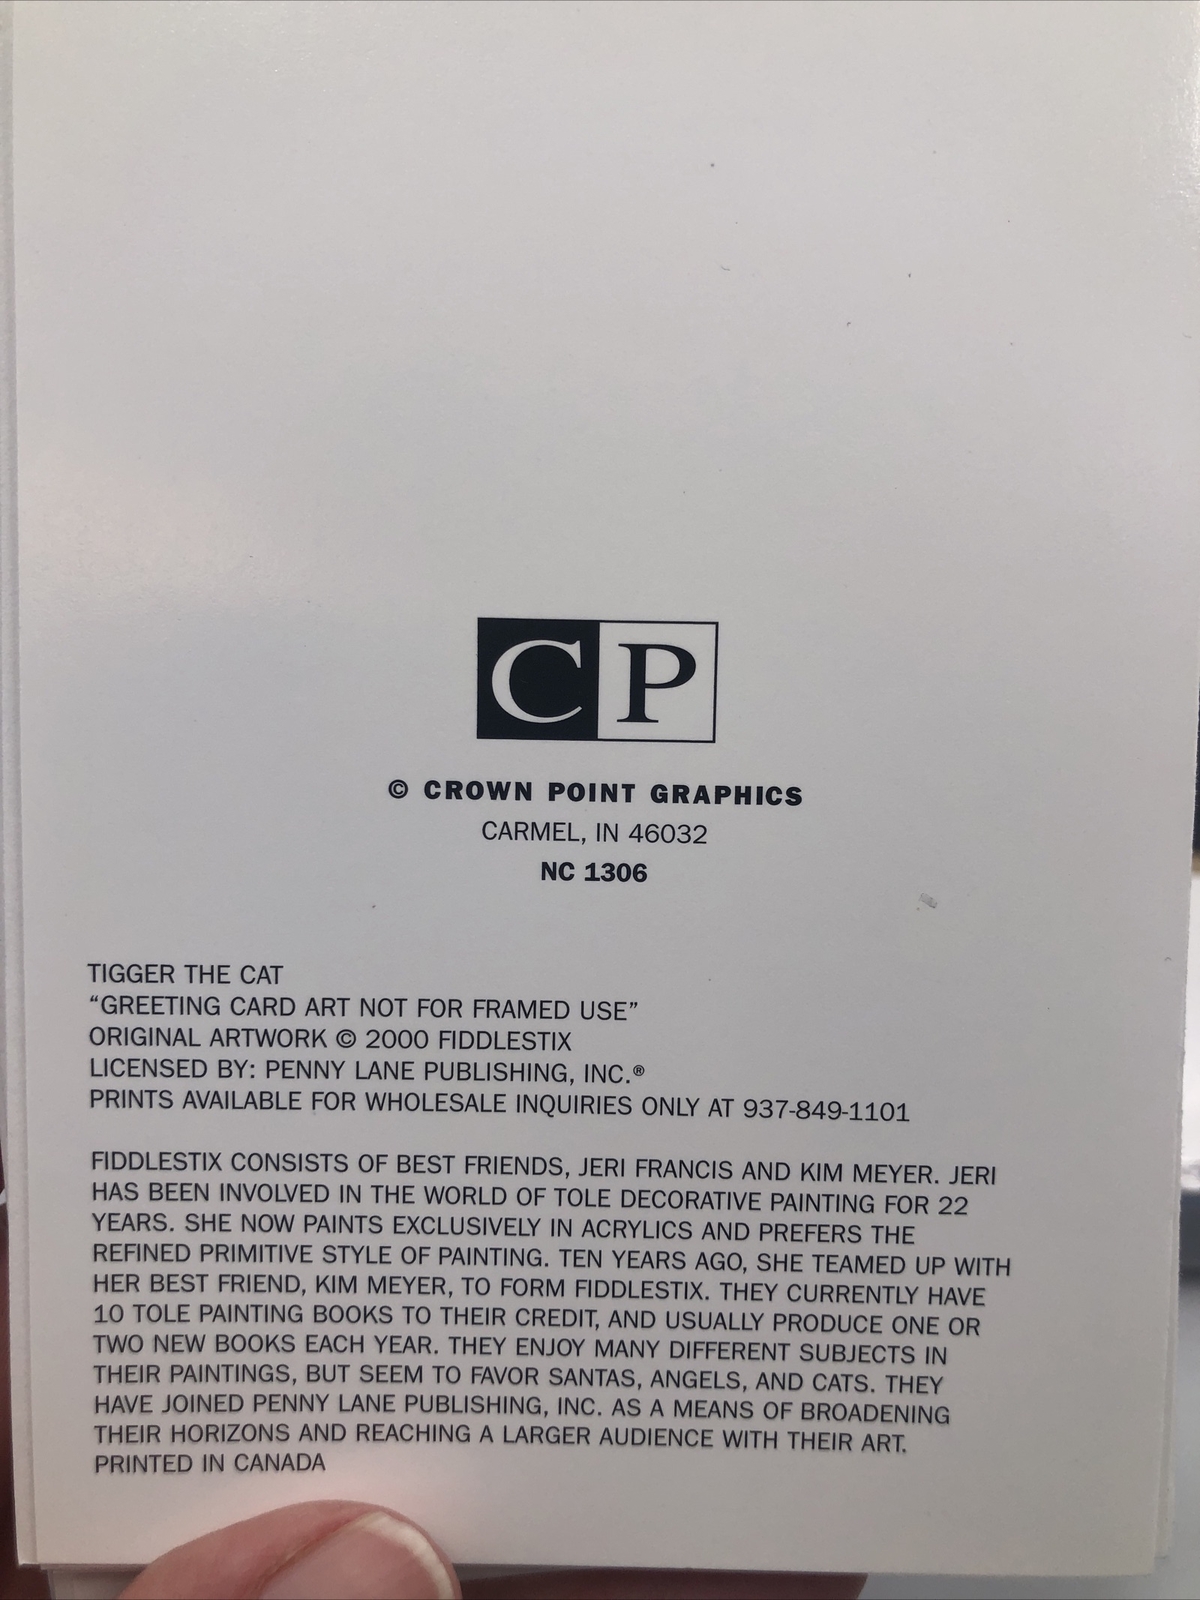 CP
© CROWN POINT GRAPHICS
CARMEL, IN 46032
NC 1306
TIGGER THE CAT
“GREETING CARD ART NOT FOR FRAMED USE”
ORIGINAL ARTWORK © 2000 FIDDLESTIX
LICENSED BY: PENNY LANE PUBLISHING, INC.®
PRINTS AVAILABLE FOR WHOLESALE INQUIRIES ONLY AT 937-849-1101
FIDDLESTIX CONSISTS OF BEST FRIENDS, JERI FRANCIS AND KIM MEYER. JERI
HAS BEEN INVOLVED IN THE WORLD OF TOLE DECORATIVE PAINTING FOR 22
YEARS. SHE NOW PAINTS EXCLUSIVELY IN ACRYLICS AND PREFERS THE
REFINED PRIMITIVE STYLE OF PAINTING. TEN YEARS AGO, SHE TEAMED UP WITH
HER BEST FRIEND, KIM MEYER, TO FORM FIDDLESTIX. THEY CURRENTLY HAVE
10 TOLE PAINTING BOOKS TO THEIR CREDIT, AND USUALLY PRODUCE ONE OR
TWO NEW BOOKS EACH YEAR. THEY ENJOY MANY DIFFERENT SUBJECTS IN
THEIR PAINTINGS, BUT SEEM TO FAVOR SANTAS, ANGELS, AND CATS. THEY
HAVE JOINED PENNY LANE PUBLISHING, INC. AS A MEANS OF BROADENING
THEIR HORIZONS AND REACHING A LARGER AUDIENCE WITH THEIR ART.
PRINTED IN CANADA